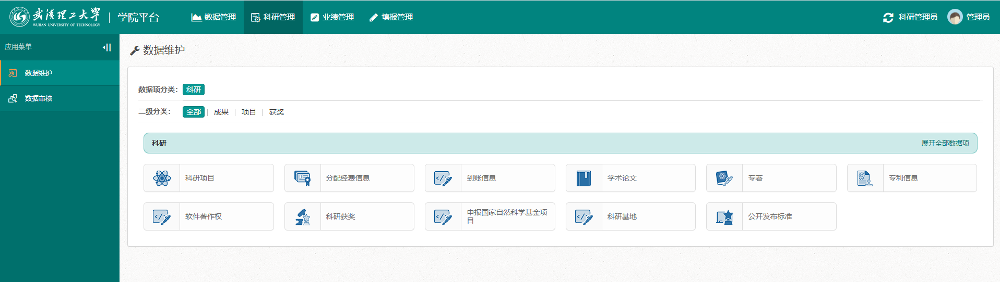 武汉理工大学
WUHAN UNIVERSITY OF TECHNOLOGY
学院平台
数据管理
科研管理
业绩管理
填报管理
科研管理员
管理员
应用菜单
数据维护
数据审核
数据维护
数据项分类： 科研
二级分类： 全部 | 成果 | 项目 | 获奖
科研
展开全部数据项
科研项目
分配经费信息
到账信息
学术论文
专著
专利信息
软件著作权
科研获奖
申报国家自然科学基金项
目
科研基地
公开发布标准